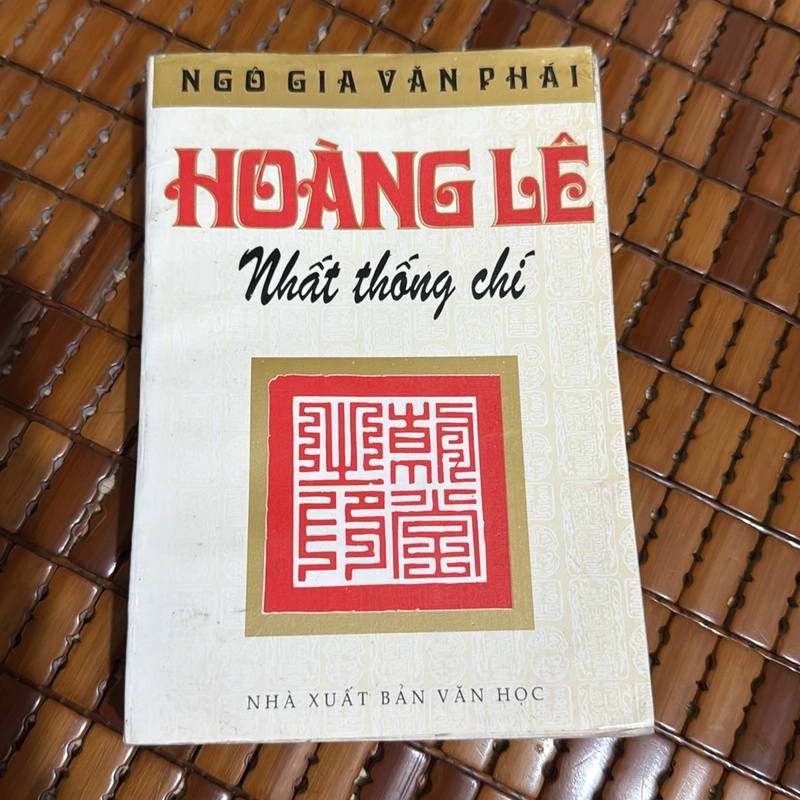 NGÔ GIA VĂN PHÁI
HOÀNG LÊ
Nhất thống chí
NHÀ XUẤT BẢN VĂN HỌC